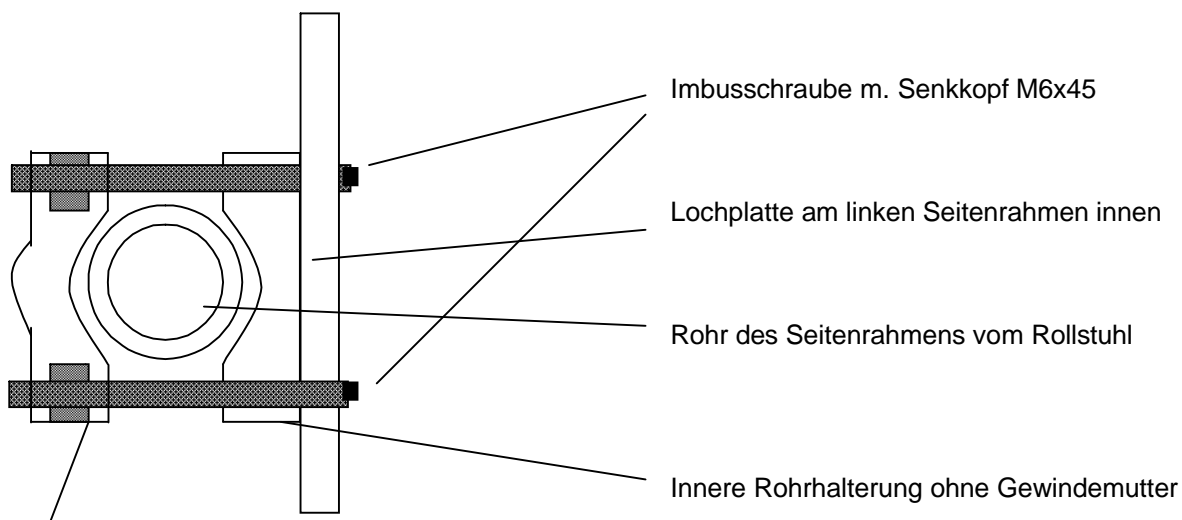 Imbusschraube m. Senkkopf M6x45
Lochplatte am linken Seitenrahmen innen
Rohr des Seitenrahmens vom Rollstuhl
Innere Rohrhalterung ohne Gewindemutter